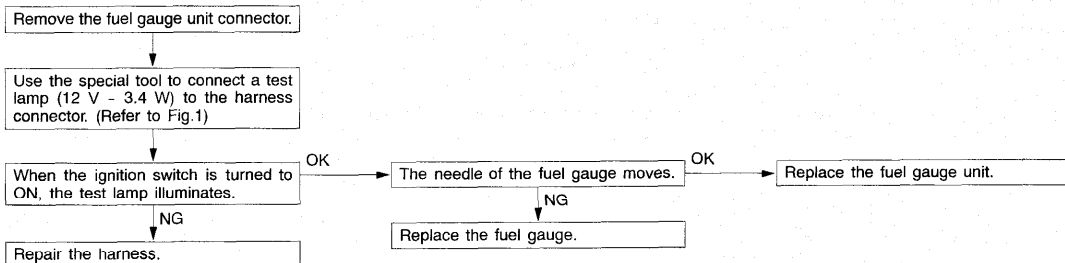 Remove the fuel gauge unit connector.
Use the special tool to connect a test
lamp (12 V - 3.4 W) to the harness
connector. (Refer to Fig.1)
When the ignition switch is turned to
ON, the test lamp illuminates.
OK
The needle of the fuel gauge moves.
OK
Replace the fuel gauge unit.
NG
Repair the harness.
NG
Replace the fuel gauge.